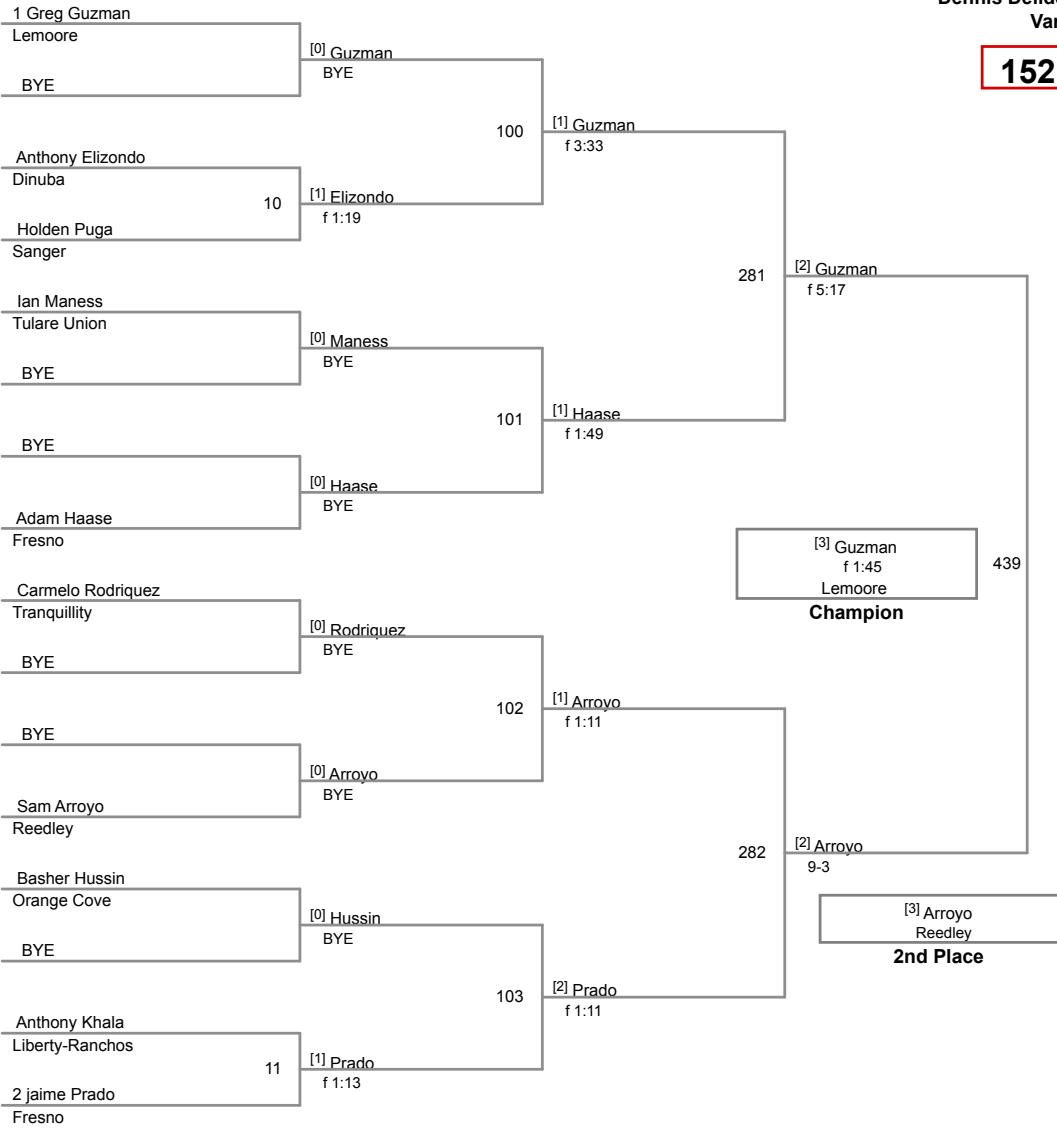 1 Greg Guzman
Lemoore
BYE
Anthony Elizondo
Dinuba
10
Holden Puga
Sanger
Ian Maness
Tulare Union
BYE
BYE
Adam Haase
Fresno
Carmelo Rodriquez
Tranquillity
BYE
BYE
Sam Arroyo
Reedley
Basher Hussin
Orange Cove
BYE
Anthony Khala
Liberty-Ranchos
11
2 jaime Prado
Fresno
[0] Guzman
BYE
100
[1] Elizondo
f 1:19
[0] Maness
BYE
101
[0] Haase
BYE
[0] Rodriquez
BYE
102
[0] Arroyo
BYE
[0] Hussin
BYE
103
[1] Prado
f 1:13
[1] Guzman
f 3:33
281
[1] Haase
f 1:49
[1] Arroyo
f 1:11
282
[2] Prado
f 1:11
[2] Guzman
f 5:17
439
[2] Arroyo
9-3
[3] Guzman
f 1:45
Lemoore
Champion
[3] Arroyo
Reedley
2nd Place
Dennis
Var
152